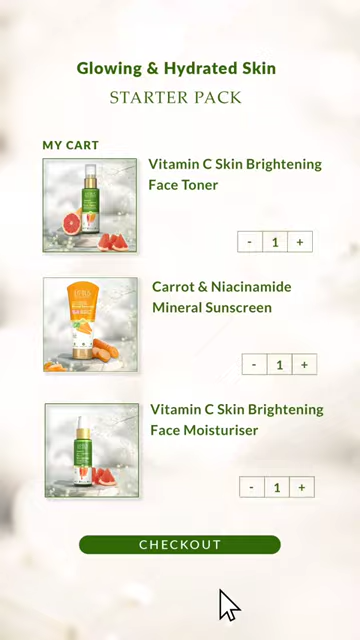 Glowing & Hydrated Skin
STARTER PACK
MY CART
Vitamin C Skin Brightening
Face Toner
- 1 +
Carrot & Niacinamide
Mineral Sunscreen
- 1 +
Vitamin C Skin Brightening
Face Moisturiser
- 1 +
CHECKOUT